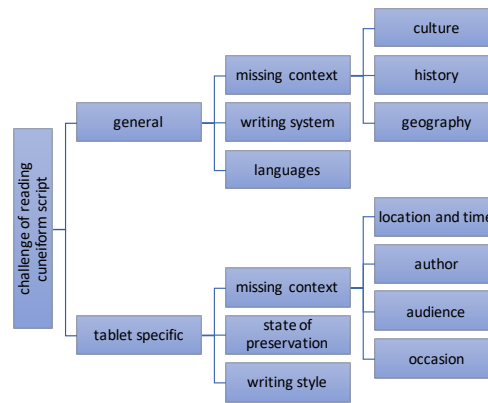 challenge of reading
cuneiform script
general
missing context
culture
history
geography
writing system
languages
tablet specific
missing context
location and time
author
audience
occasion
state of
preservation
writing style